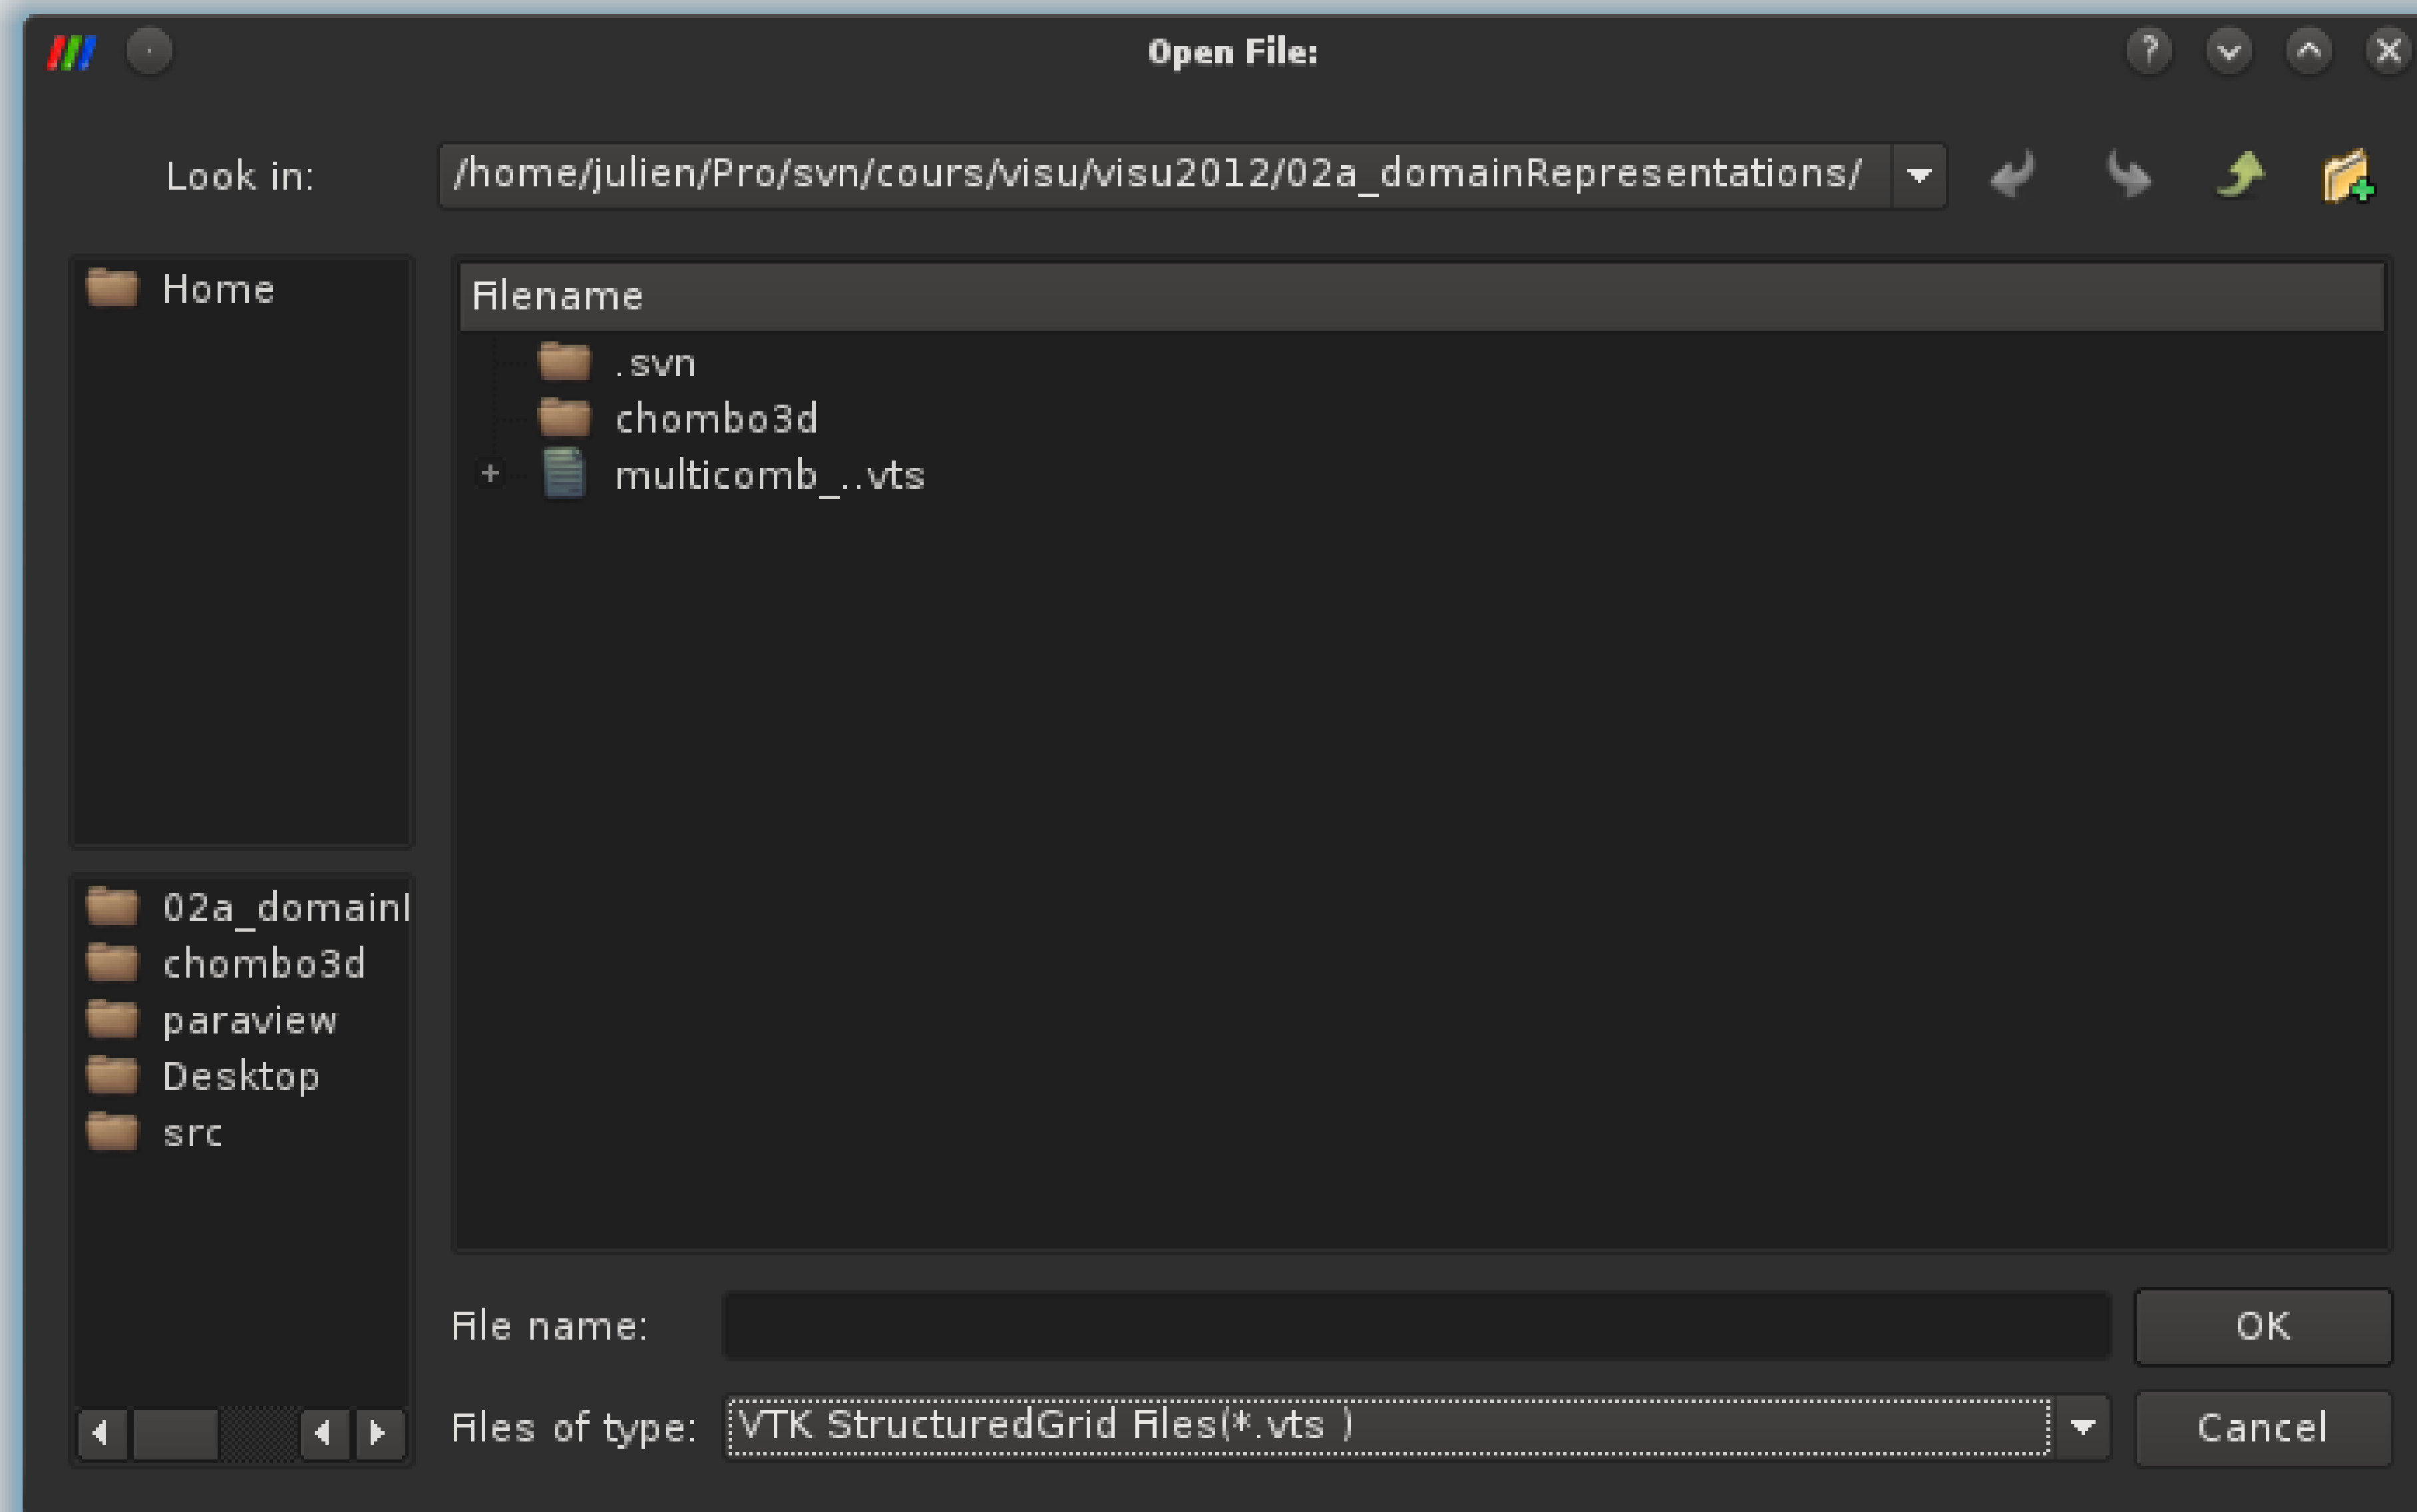 Open File:
Look in: /home/julien/Pro/svn/cours/visu/visu2012/02a_domainRepresentations/
Home
Filename
.svn
chombo3d
multicomb_..vts
02a_domain
chombo3d
paraview
Desktop
src
File name: OK
Files of type: VTK StructuredGrid Files(*.vts ) Cancel